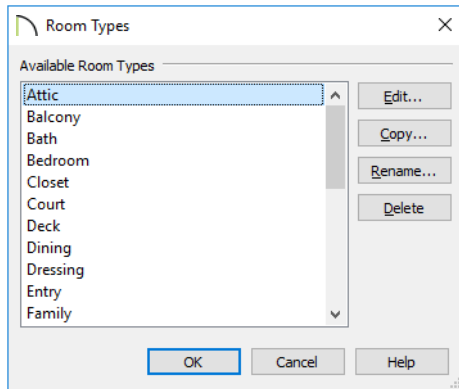 Room Types
Available Room Types
Attic
Balcony
Bath
Bedroom
Closet
Court
Deck
Dining
Dressing
Entry
Family
Edit...
Copy...
Rename...
Delete
OK
Cancel
Help